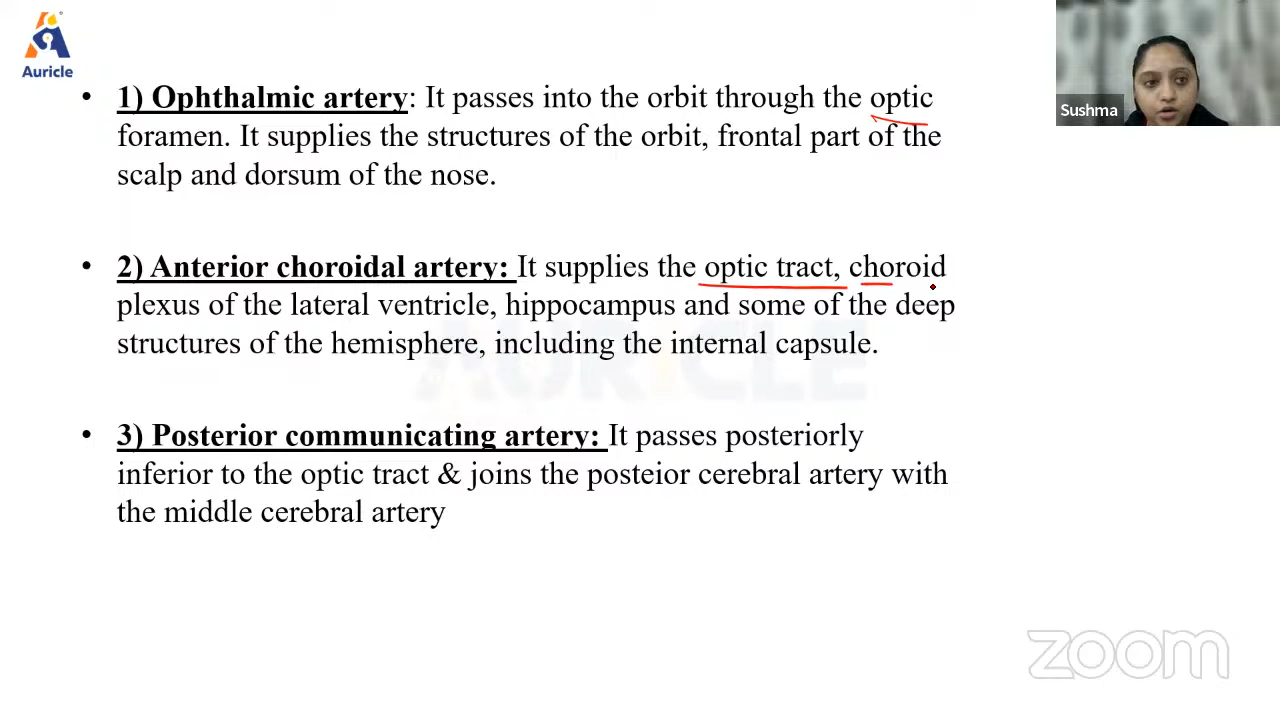 Auricle
• 1) Ophthalmic artery: It passes into the orbit through the optic
foramen. It supplies the structures of the orbit, frontal part of the
scalp and dorsum of the nose.
• 2) Anterior choroidal artery: It supplies the optic tract, choroid
plexus of the lateral ventricle, hippocampus and some of the deep
structures of the hemisphere, including the internal capsule.
• 3) Posterior communicating artery: It passes posteriorly
inferior to the optic tract & joins the posteior cerebral artery with
the middle cerebral artery
Sushma
AURICLE
zoom